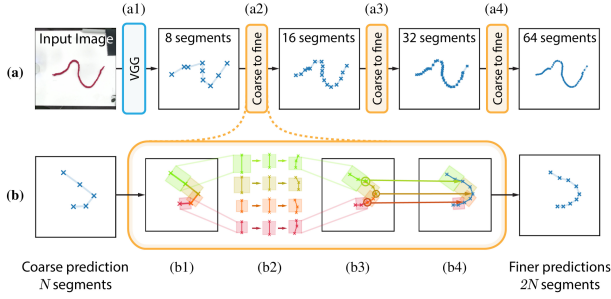 (a1) (a2) (a3) (a4)
Input Image 8 segments 16 segments 32 segments 64 segments
VGG
Coarse to fine
Coarse to fine
Coarse to fine
(a)
(b)
Coarse prediction
N segments
(b1) (b2) (b3) (b4)
Finer predictions
2N segments